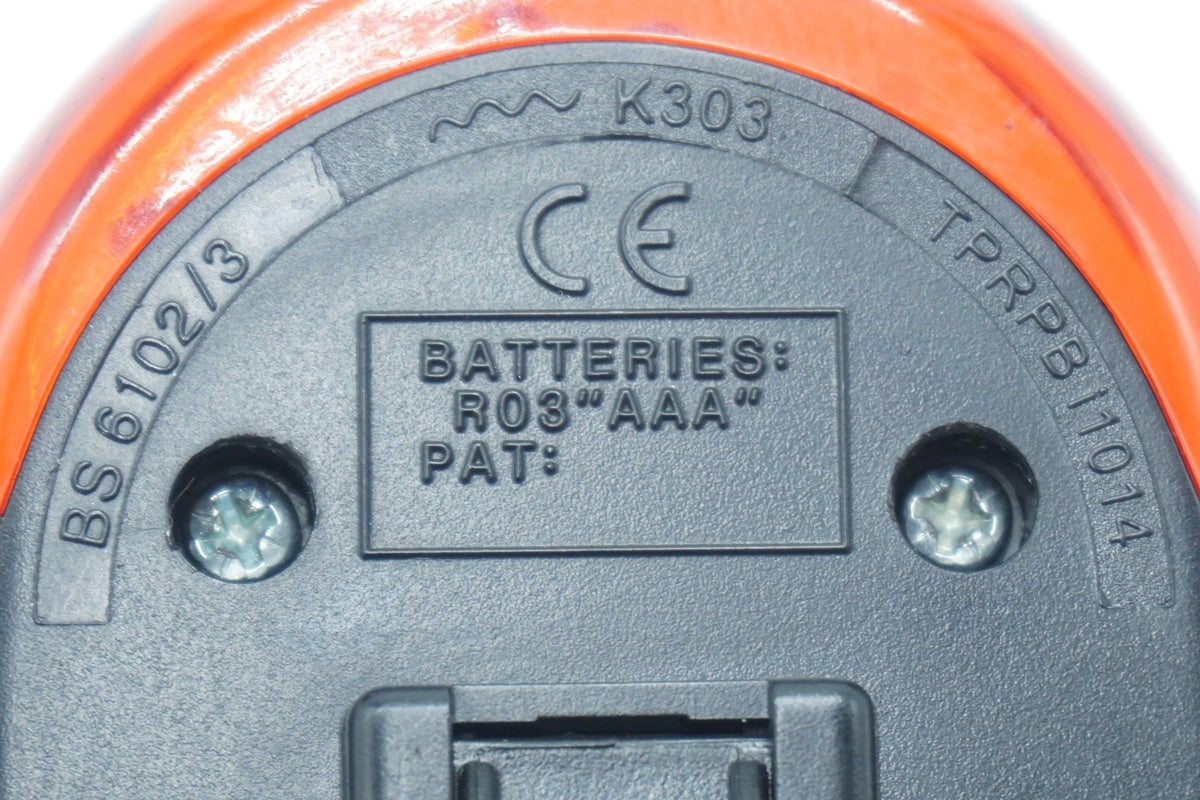 BS 6102/3
K303
TPRPB i1014
CE
BATTERIES:
R03"AAA"
PAT: